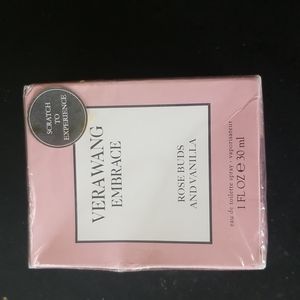 SCRATCH
TO
EXPERIENCE
VERA WANG
EMBRACE
ROSE BUDS
AND VANILLA
eau de toilette spray · vaporisateur
1 FL OZ e 30 ml